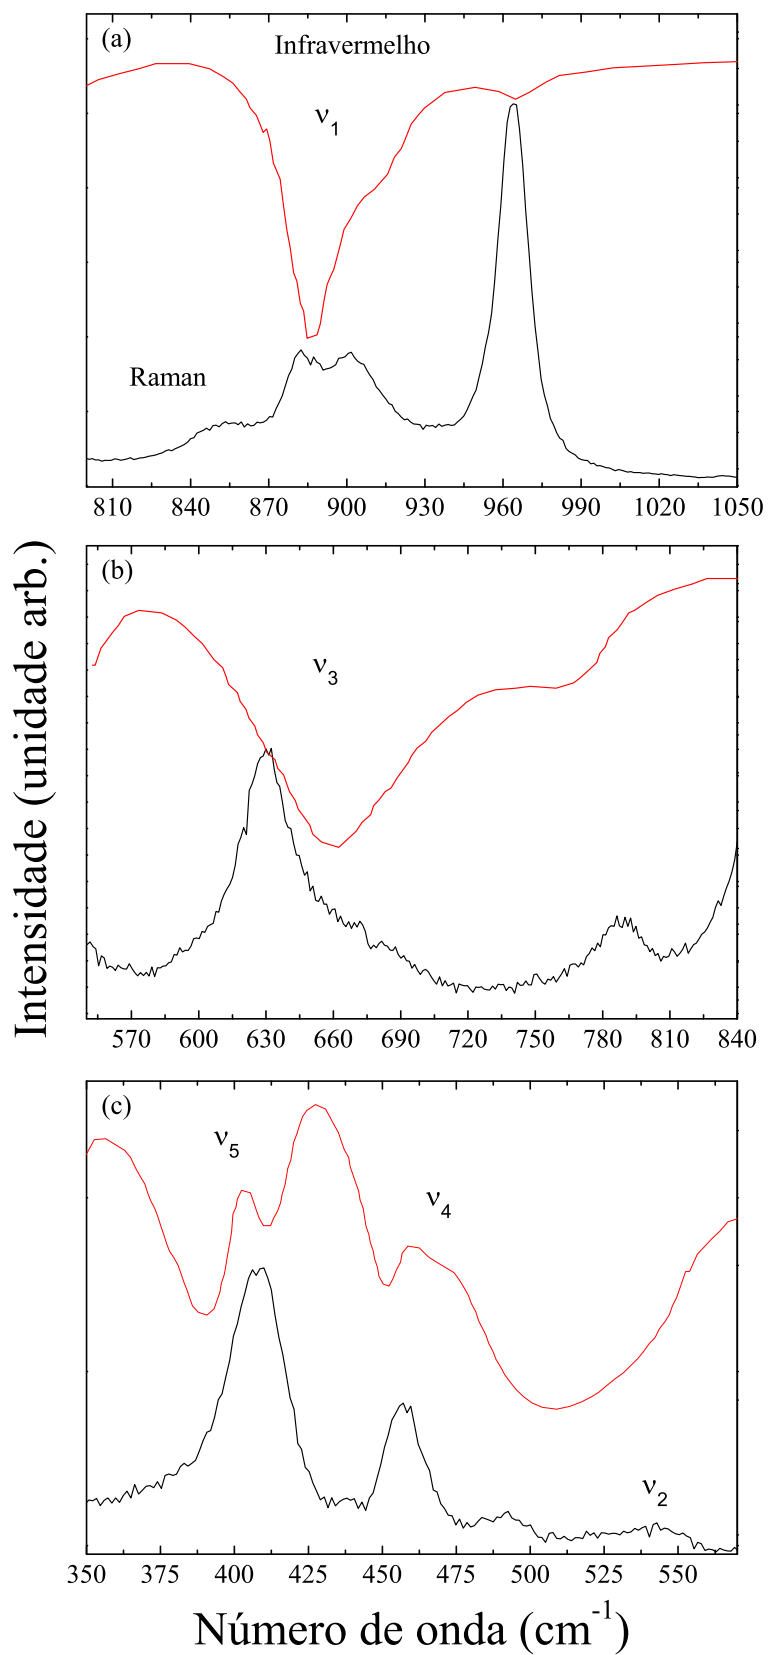 (a)
Infravermelho
ν1
Raman
810 840 870 900 930 960 990 1020 1050
(b)
ν3
570 600 630 660 690 720 750 780 810 840
Intensidade (unidade arb.)
(c)
ν5
ν4
ν2
350 375 400 425 450 475 500 525 550
Número de onda (cm-1)